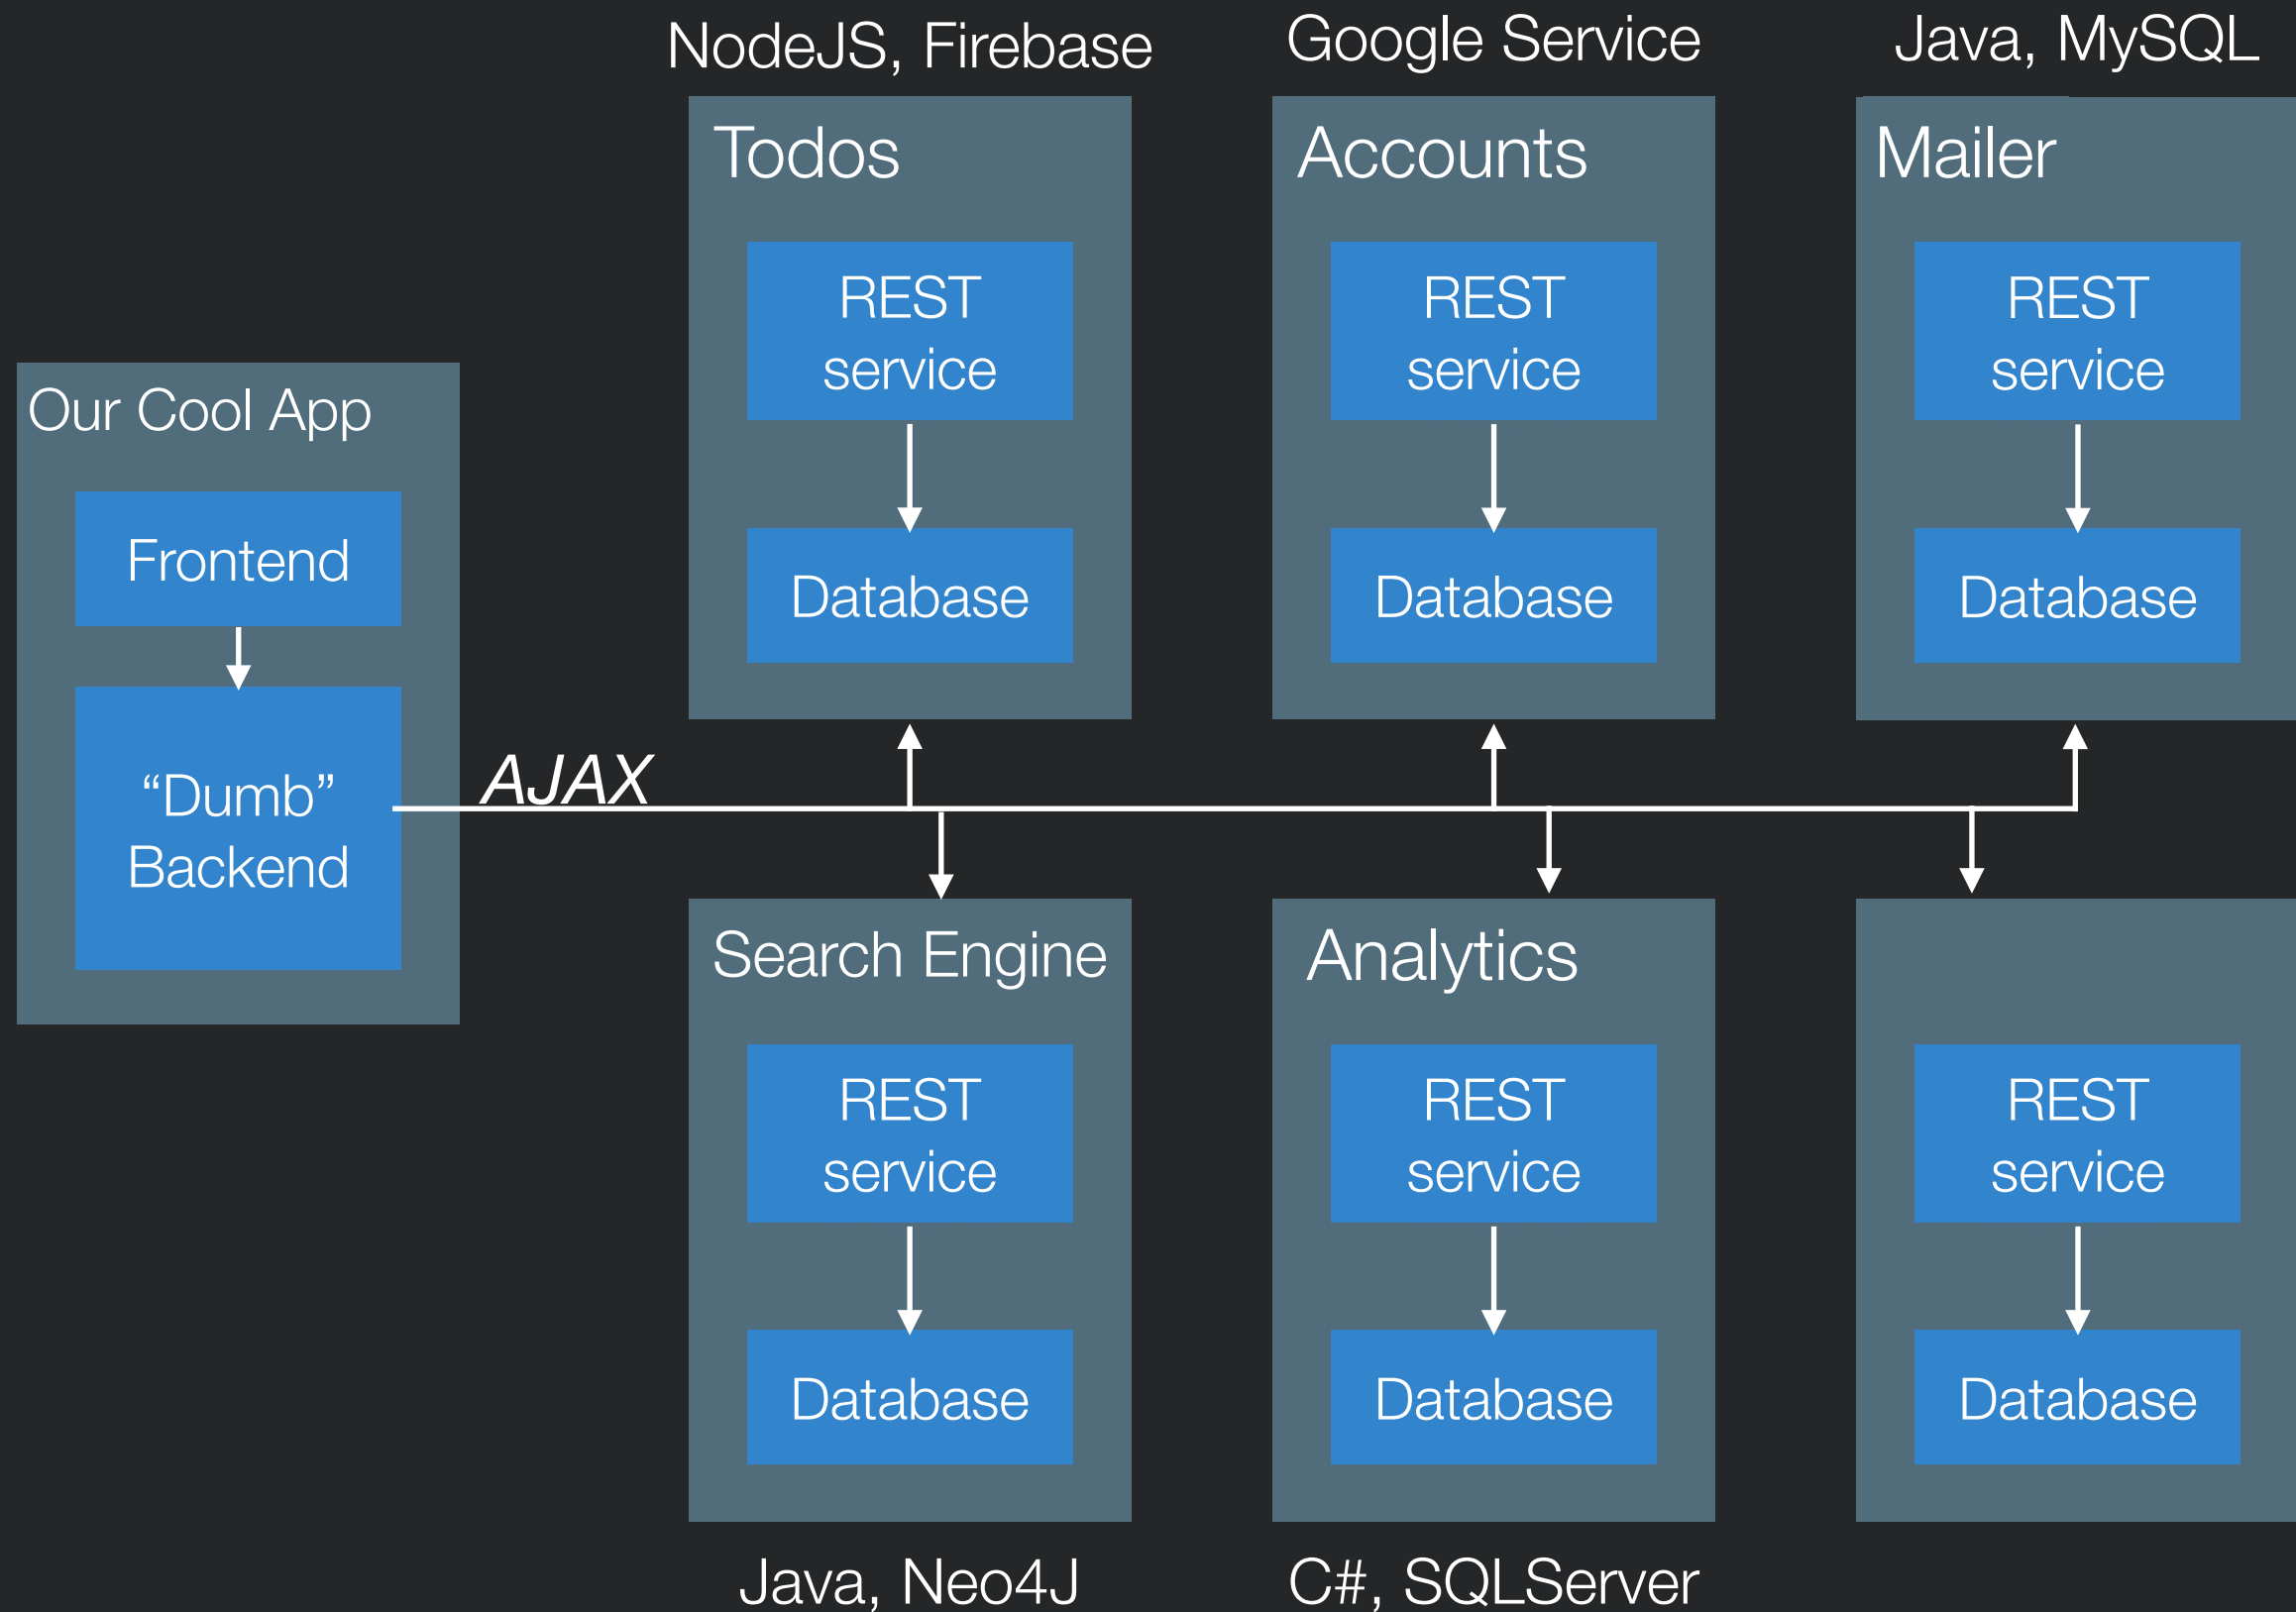 NodeJS, Firebase
Google Service
Java, MySQL
Todos
REST
service
Database
Accounts
REST
service
Database
Mailer
REST
service
Database
Our Cool App
Frontend
“Dumb”
Backend
AJAX
Search Engine
REST
service
Database
Analytics
REST
service
Database
REST
service
Database
Java, Neo4J
C#, SQLServer